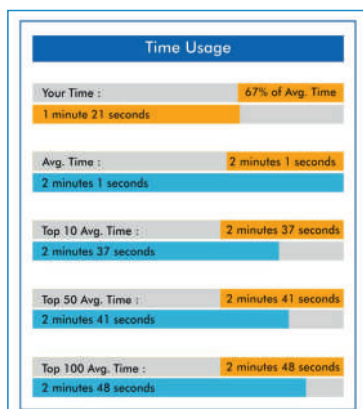 Time Usage
Your Time : 67% of Avg. Time
1 minute 21 seconds
Avg. Time : 2 minutes 1 seconds
2 minutes 1 seconds
Top 10 Avg. Time : 2 minutes 37 seconds
2 minutes 37 seconds
Top 50 Avg. Time : 2 minutes 41 seconds
2 minutes 41 seconds
Top 100 Avg. Time : 2 minutes 48 seconds
2 minutes 48 seconds